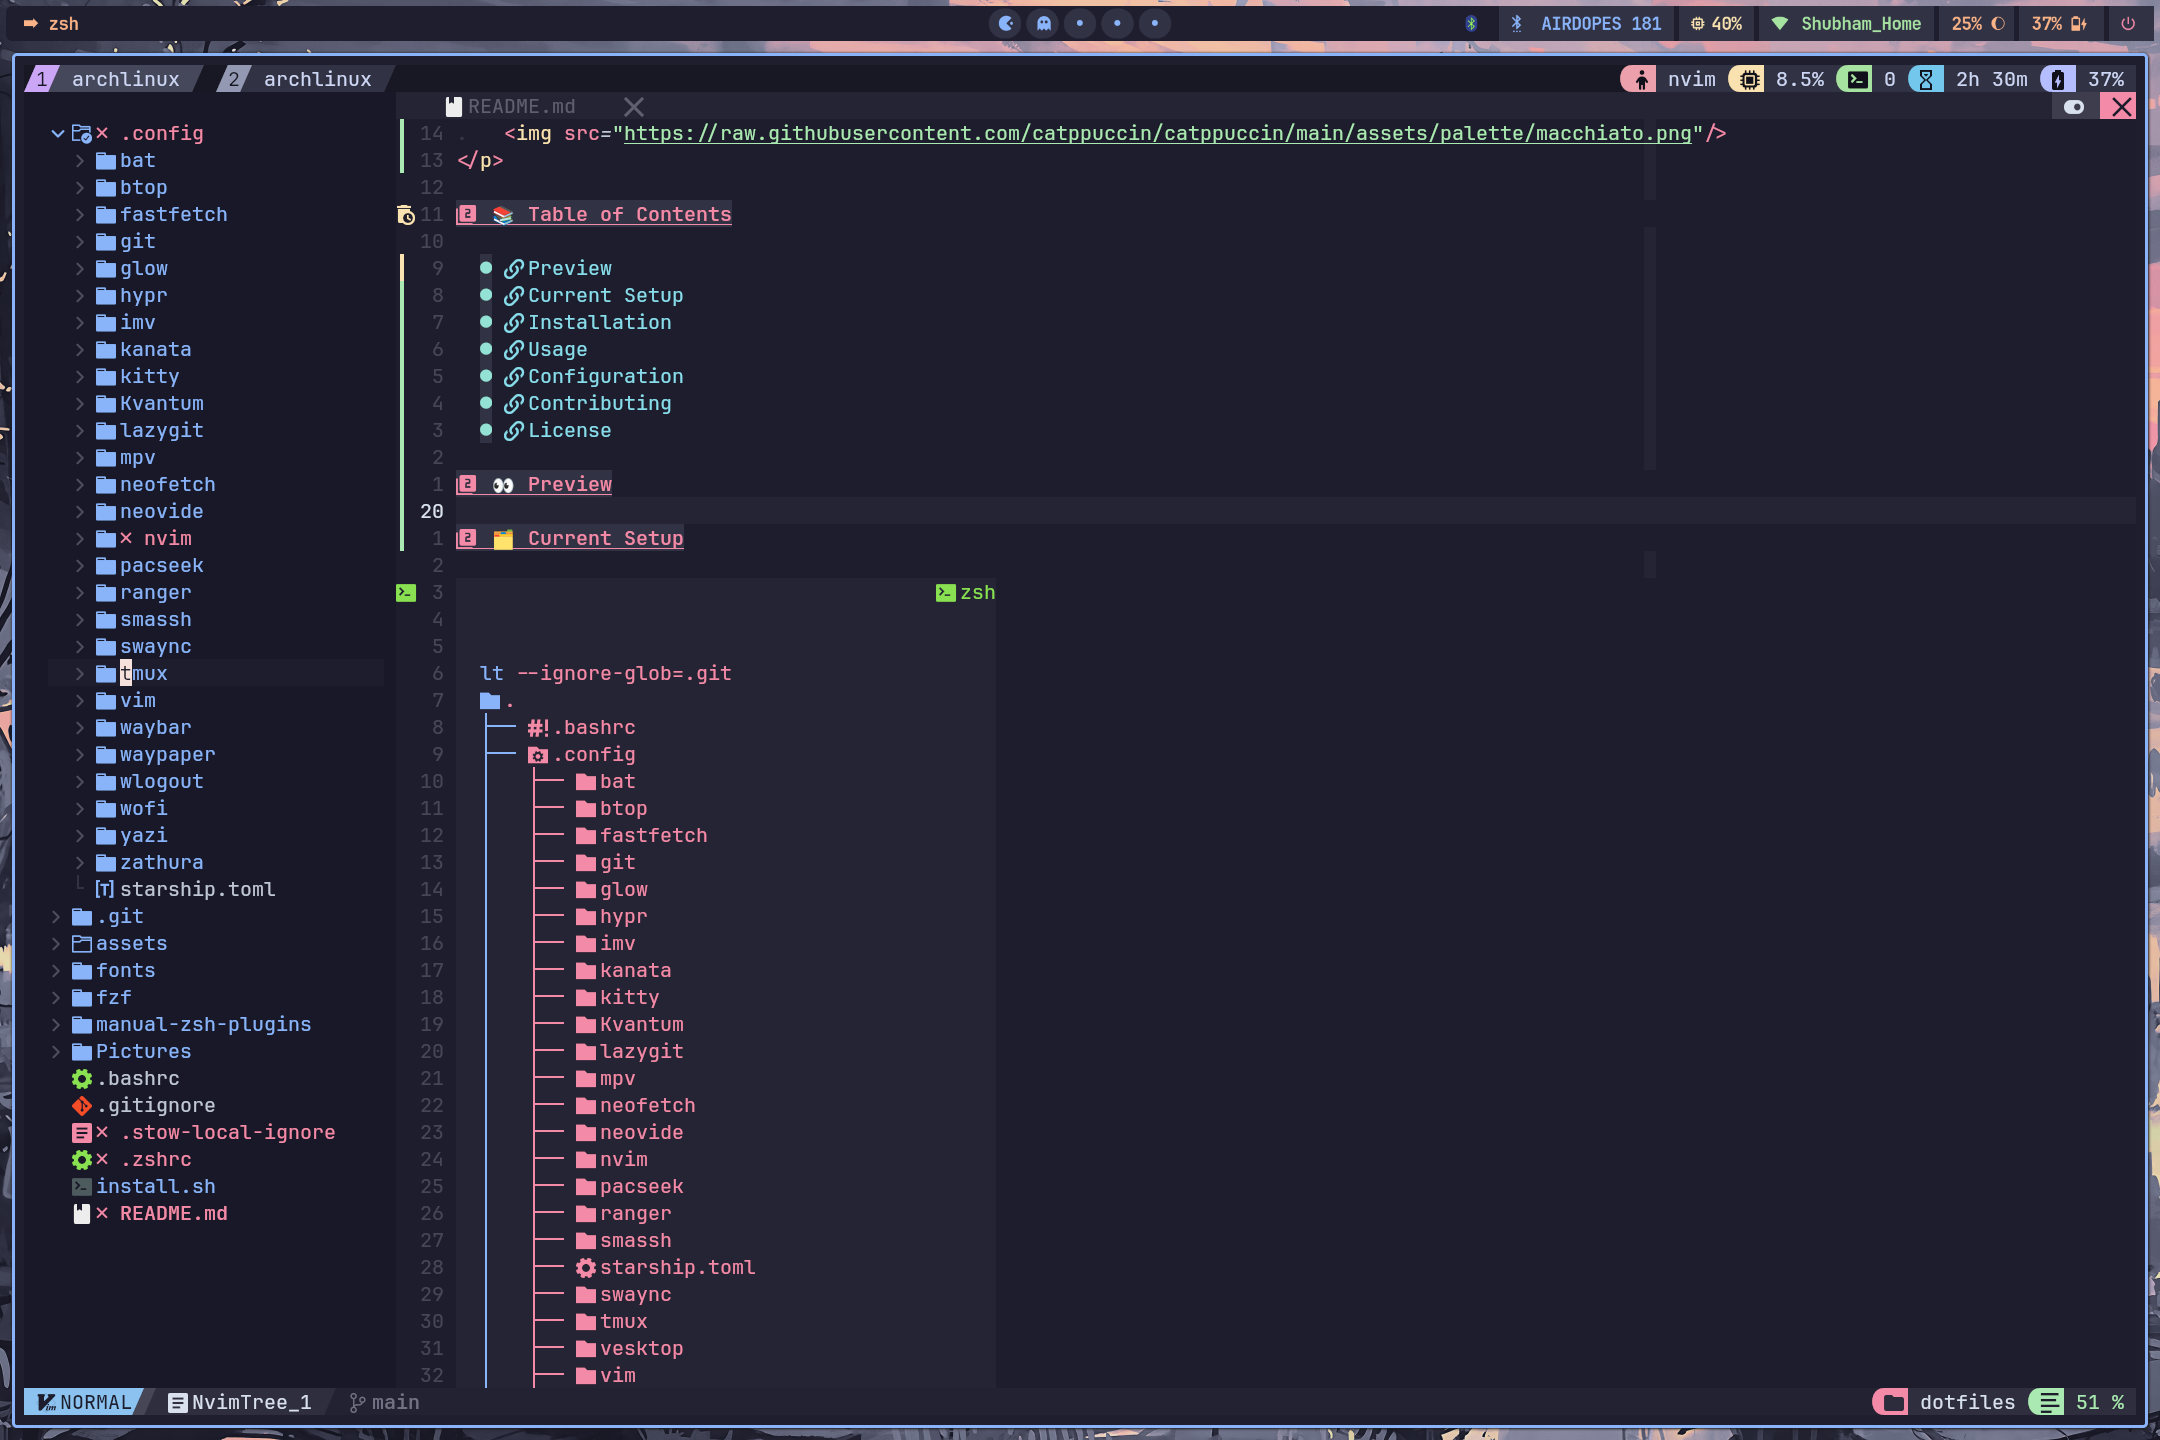 zsh
AIRDOPES 181 40% Shubham_Home 25% 37%
1 archlinux 2 archlinux
nvim 8.5% 0 2h 30m 37%
.config
bat
btop
fastfetch
git
glow
hypr
imv
kanata
kitty
Kvantum
lazygit
mpv
neofetch
neovide
nvim
pacseek
ranger
smassh
swaync
tmux
vim
waybar
waypaper
wlogout
wofi
yazi
zathura
starship.toml
.git
assets
fonts
fzf
manual-zsh-plugins
Pictures
.bashrc
.gitignore
.stow-local-ignore
.zshrc
install.sh
README.md
README.md
14 <img src="https://raw.githubusercontent.com/catppuccin/catppuccin/main/assets/palette/macchiato.png"/>
13 </p>
12
11 2 Table of Contents
10
9 Preview
8 Current Setup
7 Installation
6 Usage
5 Configuration
4 Contributing
3 License
2
1 2 Preview
20
1 2 Current Setup
2
3 zsh
4
5
6 lt --ignore-glob=.git
7 .
8 #!.bashrc
9 .config
10 bat
11 btop
12 fastfetch
13 git
14 glow
15 hypr
16 imv
17 kanata
18 kitty
19 Kvantum
20 lazygit
21 mpv
22 neofetch
23 neovide
24 nvim
25 pacseek
26 ranger
27 smassh
28 starship.toml
29 swaync
30 tmux
31 vesktop
32 vim
NORMAL NvimTree_1 main
dotfiles 51 %